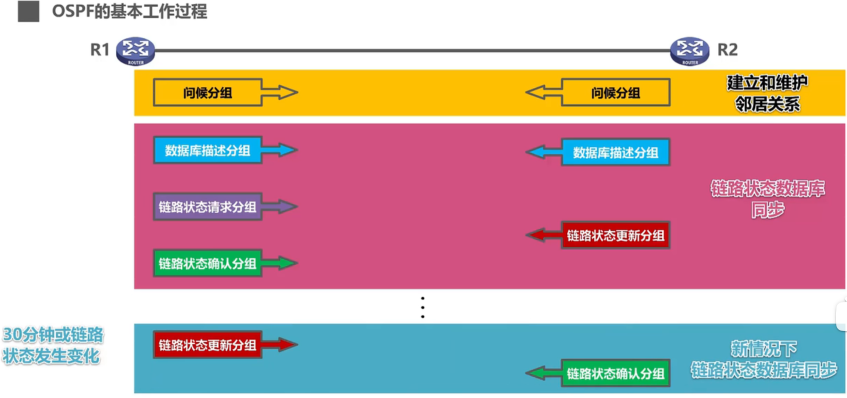 OSPF的基本工作过程
R1
R2
ROUTER
ROUTER
问候分组
问候分组
建立和维护
邻居关系
数据库描述分组
数据库描述分组
链路状态请求分组
链路状态数据库
同步
链路状态更新分组
链路状态确认分组
⋮
30分钟或链路
状态发生变化
链路状态更新分组
新情况下
链路状态数据库同步
链路状态确认分组